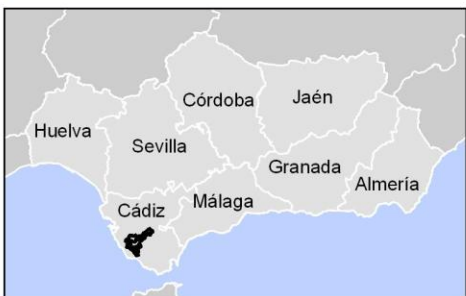 Córdoba
Jaén
Huelva
Sevilla
Granada
Almería
Málaga
Cádiz